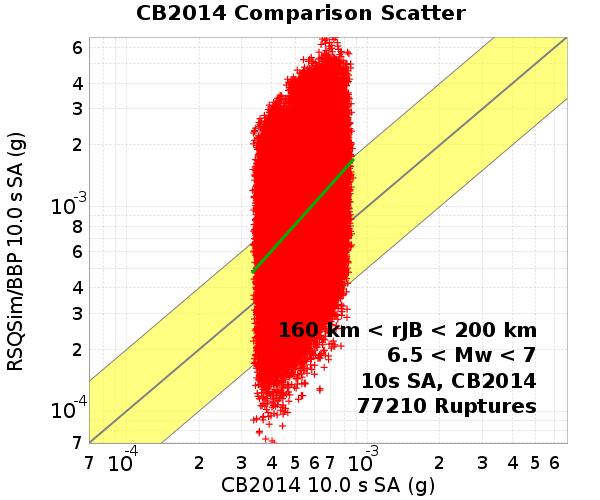 CB2014 Comparison Scatter
RSQSim/BBP 10.0 s SA (g)
6
4
3
2
10-3
8
6
4
3
2
10-4
7
160 km < rJB < 200 km
6.5 < Mw < 7
10s SA, CB2014
77210 Ruptures
7 10-4 2 3 4 5 6 7 10-3 2 3 4 5 6
CB2014 10.0 s SA (g)